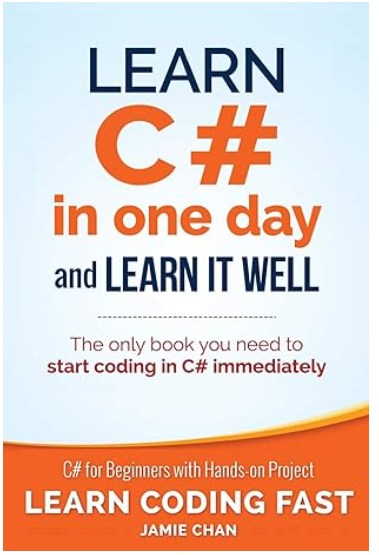 LEARN
C #
in one day
and LEARN IT WELL
The only book you need to
start coding in C# immediately
C# for Beginners with Hands-on Project
LEARN CODING FAST
JAMIE CHAN